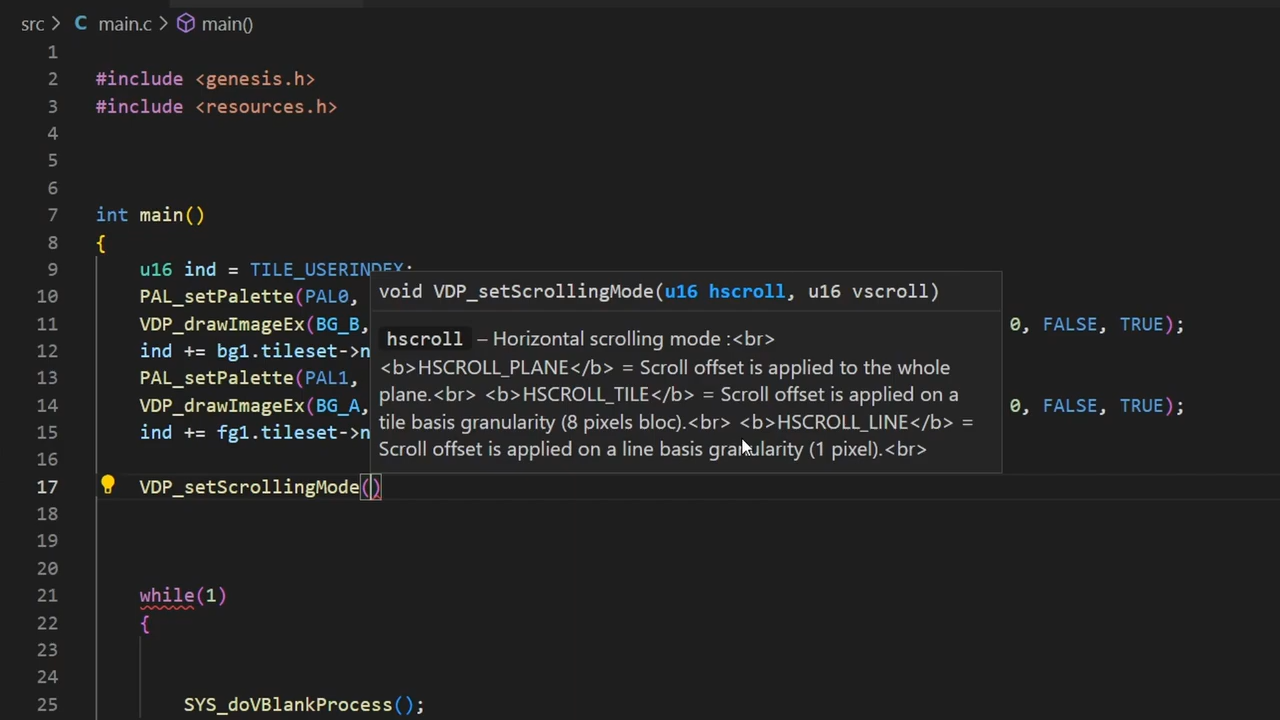 src > C main.c > main()
1
2 #include <genesis.h>
3 #include <resources.h>
4
5
6
7 int main()
8 {
9 u16 ind = TILE_USERINDEX;
10 PAL_setPalette(PAL0, void VDP_setScrollingMode(u16 hscroll, u16 vscroll)
11 VDP_drawImageEx(BG_B, 0, FALSE, TRUE);
hscroll – Horizontal scrolling mode :<br>
12 ind += bg1.tileset->n
<b>HSCROLL_PLANE</b> = Scroll offset is applied to the whole
13 PAL_setPalette(PAL1,
plane.<br> <b>HSCROLL_TILE</b> = Scroll offset is applied on a
14 VDP_drawImageEx(BG_A, 0, FALSE, TRUE);
tile basis granularity (8 pixels bloc).<br> <b>HSCROLL_LINE</b> =
15 ind += fg1.tileset->n
Scroll offset is applied on a line basis granularity (1 pixel).<br>
16
17 VDP_setScrollingMode()
18
19
20
21 while(1)
22 {
23
24
25 SYS_doVBlankProcess();